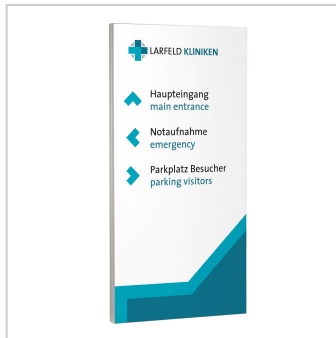 LARFELD KLINIKEN
Haupteingang
main entrance
Notaufnahme
emergency
Parkplatz Besucher
parking visitors